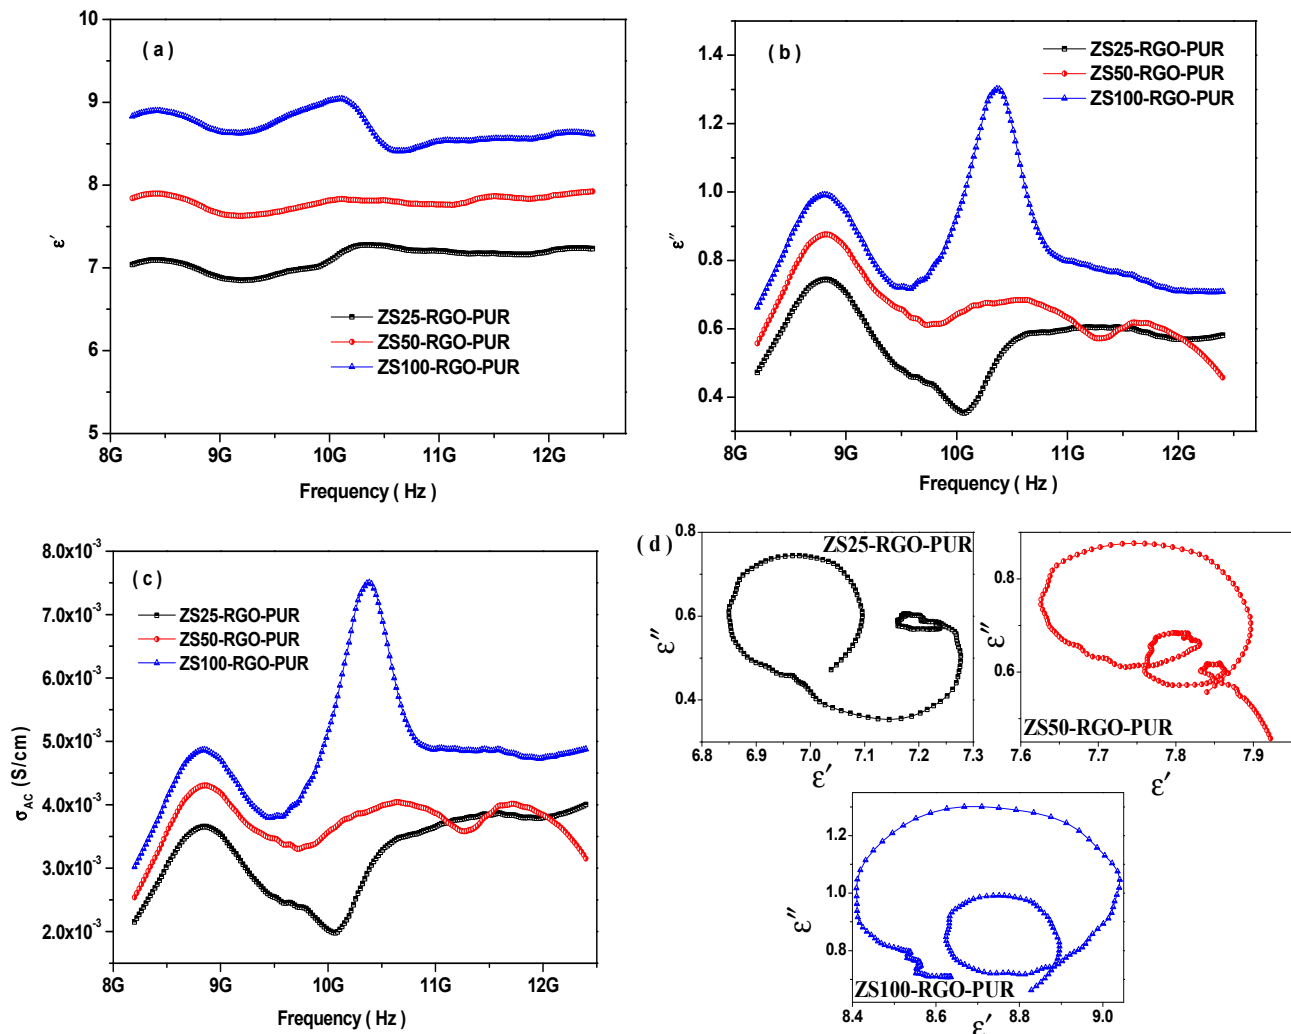 ( a )
10
9
8
7
6
5
ε′
ZS25-RGO-PUR
ZS50-RGO-PUR
ZS100-RGO-PUR
8G 9G 10G 11G 12G
Frequency ( Hz )
( b )
1.4
1.2
1.0
0.8
0.6
0.4
ε″
ZS25-RGO-PUR
ZS50-RGO-PUR
ZS100-RGO-PUR
8G 9G 10G 11G 12G
Frequency ( Hz )
( c )
8.0x10⁻³
7.0x10⁻³
6.0x10⁻³
5.0x10⁻³
4.0x10⁻³
3.0x10⁻³
2.0x10⁻³
σAC (S/cm)
ZS25-RGO-PUR
ZS50-RGO-PUR
ZS100-RGO-PUR
8G 9G 10G 11G 12G
Frequency ( Hz )
( d )
ZS25-RGO-PUR
0.8
0.6
0.4
ε″
6.8 6.9 7.0 7.1 7.2 7.3
ε′
0.8
0.6
ε″
ZS50-RGO-PUR
7.6 7.7 7.8 7.9
ε′
1.2
1.0
0.8
ε″
ZS100-RGO-PUR
8.4 8.6 8.8 9.0
ε′